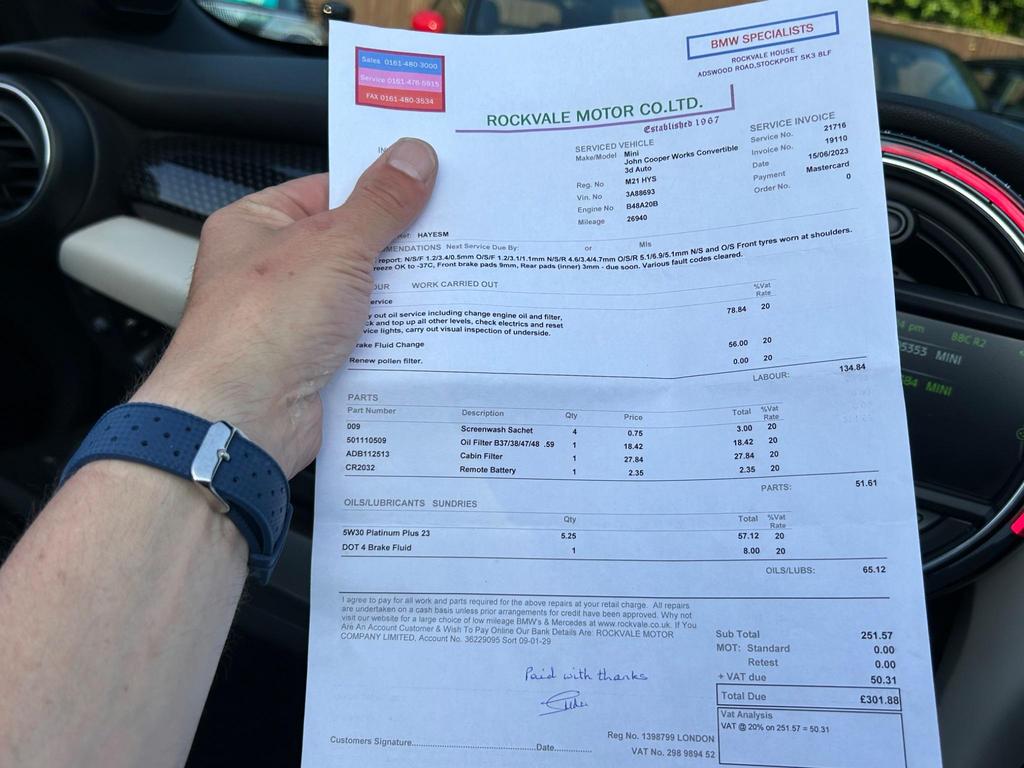 Sales 0161-480-3000
Service 0161-476-5915
FAX 0161-480-3534
BMW SPECIALISTS
ROCKVALE HOUSE
ADSWOOD ROAD,STOCKPORT SK3 8LF
ROCKVALE MOTOR CO.LTD.
Established 1967
SERVICED VEHICLE
Make/Model Mini
John Cooper Works Convertible
3d Auto
Reg. No M21 HYS
Vin. No 3A88693
Engine No B48A20B
Mileage 26940
SERVICE INVOICE
Service No. 21716
Invoice No. 19110
Date 15/06/2023
Payment Mastercard
Order No. 0
HAYESM
MENDATIONS Next Service Due By: or Mls
report: N/S/F 1.2/3.4/0.5mm O/S/F 1.2/3.1/1.1mm N/S/R 4.6/3.4/4.7mm O/S/R 5.1/6.9/5.1mm N/S and O/S Front tyres worn at shoulders.
reeze OK to -37C, Front brake pads 9mm, Rear pads (inner) 3mm - due soon. Various fault codes cleared.
OUR WORK CARRIED OUT %Vat Rate
ervice
y out oil service including change engine oil and filter, 78.84 20
ck and top up all other levels, check electrics and reset
vice lights, carry out visual inspection of underside.
rake Fluid Change 56.00 20
Renew pollen filter. 0.00 20
LABOUR: 134.84
PARTS
Part Number Description Qty Price Total %Vat Rate
009 Screenwash Sachet 4 0.75 3.00 20
501110509 Oil Filter B37/38/47/48 .59 1 18.42 18.42 20
ADB112513 Cabin Filter 1 27.84 27.84 20
CR2032 Remote Battery 1 2.35 2.35 20
PARTS: 51.61
OILS/LUBRICANTS SUNDRIES
Qty Total %Vat Rate
5W30 Platinum Plus 23 5.25 57.12 20
DOT 4 Brake Fluid 1 8.00 20
OILS/LUBS: 65.12
I agree to pay for all work and parts required for the above repairs at your retail charge. All repairs
are undertaken on a cash basis unless prior arrangements for credit have been approved. Why not
visit our website for a large choice of low mileage BMW's & Mercedes at www.rockvale.co.uk. If You
Are An Account Customer & Wish To Pay Online Our Bank Details Are: ROCKVALE MOTOR
COMPANY LIMITED, Account No. 36229095 Sort 09-01-29
Sub Total 251.57
MOT: Standard 0.00
Retest 0.00
+ VAT due 50.31
Total Due £301.88
Vat Analysis
VAT @ 20% on 251.57 = 50.31
Paid with thanks
Customers Signature Date
Reg No. 1398799 LONDON
VAT No. 298 9894 52
pm BBC R2
5353 MINI
584 MINI